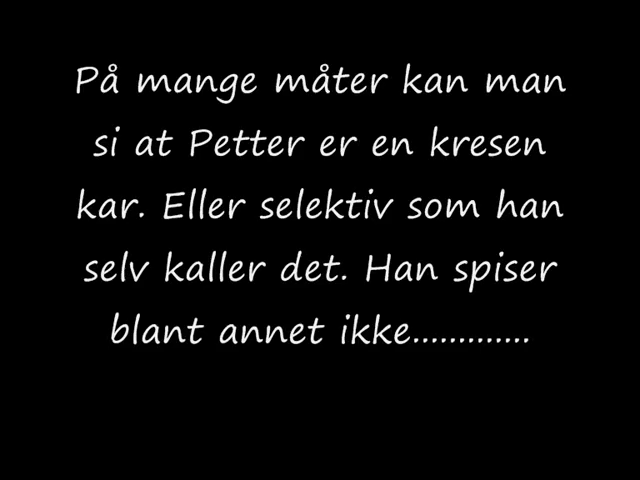 På mange måter kan man
si at Petter er en kresen
kar. Eller selektiv som han
selv kaller det. Han spiser
blant annet ikke.............